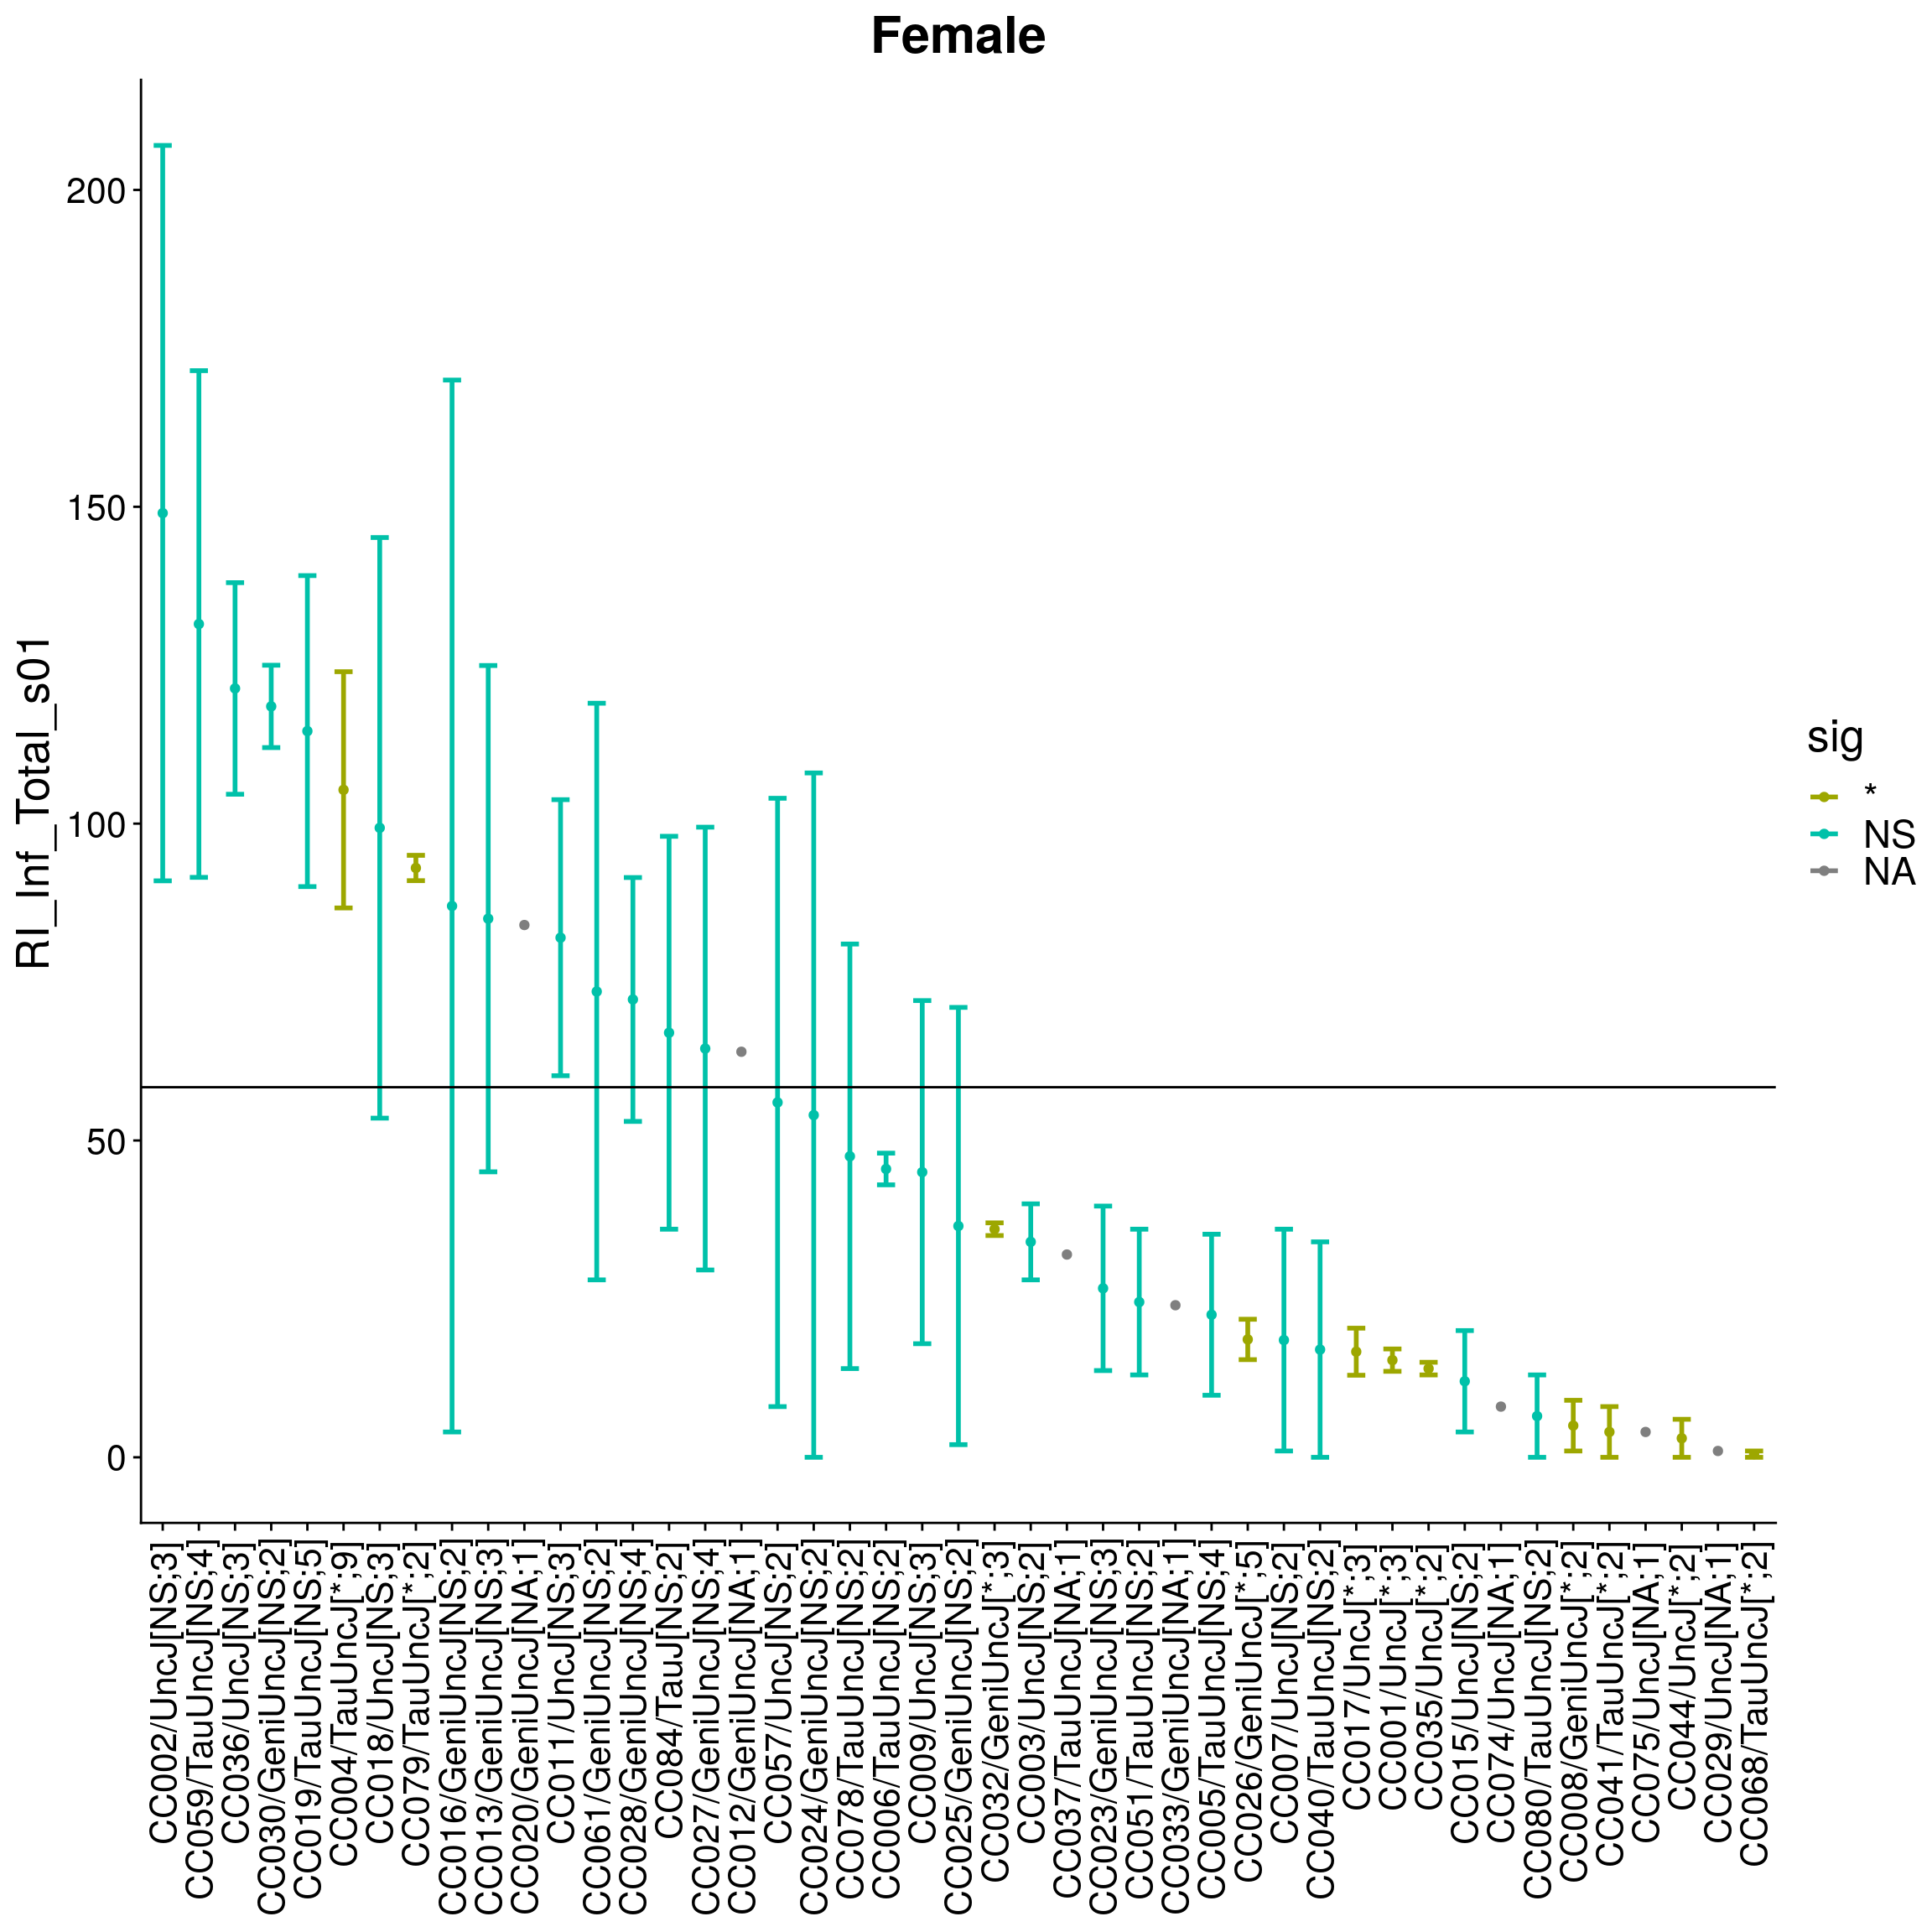 Female
RI_Inf_Total_s01
200
150
100
50
0
CC002/UncJ[NS;3]
CC059/TauUncJ[NS;4]
CC036/UncJ[NS;3]
CC030/GeniUncJ[NS;2]
CC019/TauUncJ[NS;5]
CC004/TauUncJ[*;9]
CC018/UncJ[NS;3]
CC079/TauUncJ[*;2]
CC016/GeniUncJ[NS;2]
CC013/GeniUncJ[NS;3]
CC020/GeniUncJ[NA;1]
CC011/UncJ[NS;3]
CC061/GeniUncJ[NS;2]
CC028/GeniUncJ[NS;4]
CC084/TauJ[NS;2]
CC027/GeniUncJ[NS;4]
CC012/GeniUncJ[NA;1]
CC057/UncJ[NS;2]
CC024/GeniUncJ[NS;2]
CC078/TauUncJ[NS;2]
CC006/TauUncJ[NS;2]
CC009/UncJ[NS;3]
CC025/GeniUncJ[NS;2]
CC032/GeniUncJ[*;3]
CC003/UncJ[NS;2]
CC037/TauUncJ[NA;1]
CC023/GeniUncJ[NS;3]
CC051/TauUncJ[NS;2]
CC033/GeniUncJ[NA;1]
CC005/TauUncJ[NS;4]
CC026/GeniUncJ[*;5]
CC007/UncJ[NS;2]
CC040/TauUncJ[NS;2]
CC017/UncJ[*;3]
CC001/UncJ[*;3]
CC035/UncJ[*;2]
CC015/UncJ[NS;2]
CC074/UncJ[NA;1]
CC080/TauUncJ[NS;2]
CC008/GeniUncJ[*;2]
CC041/TauUncJ[*;2]
CC075/UncJ[NA;1]
CC044/UncJ[*;2]
CC029/UncJ[NA;1]
CC068/TauUncJ[*;2]
sig
*
NS
NA